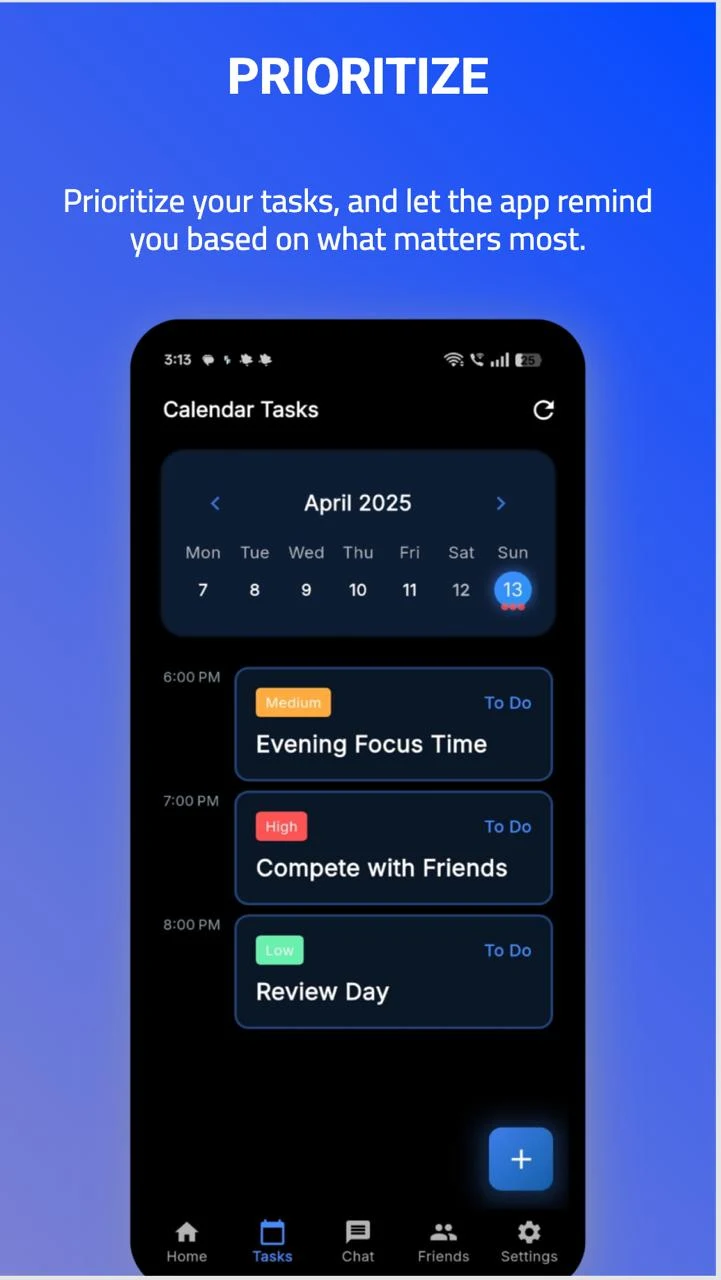 PRIORITIZE
Prioritize your tasks, and let the app remind
you based on what matters most.
3:13
25
Calendar Tasks
April 2025
Mon Tue Wed Thu Fri Sat Sun
7 8 9 10 11 12 13
6:00 PM
Medium To Do
Evening Focus Time
7:00 PM
High To Do
Compete with Friends
8:00 PM
Low To Do
Review Day
+
Home Tasks Chat Friends Settings